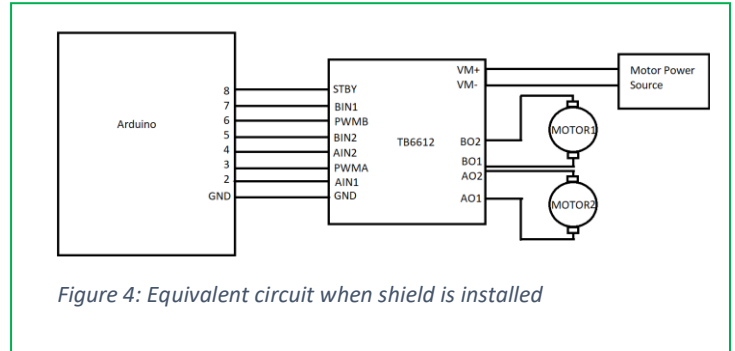 Arduino
8
7
6
5
4
3
2
GND
STBY
BIN1
PWMB
BIN2
AIN2
PWMA
AIN1
GND
TB6612
VM+
VM-
BO2
BO1
AO2
AO1
Motor Power
Source
MOTOR1
MOTOR2
Figure 4: Equivalent circuit when shield is installed